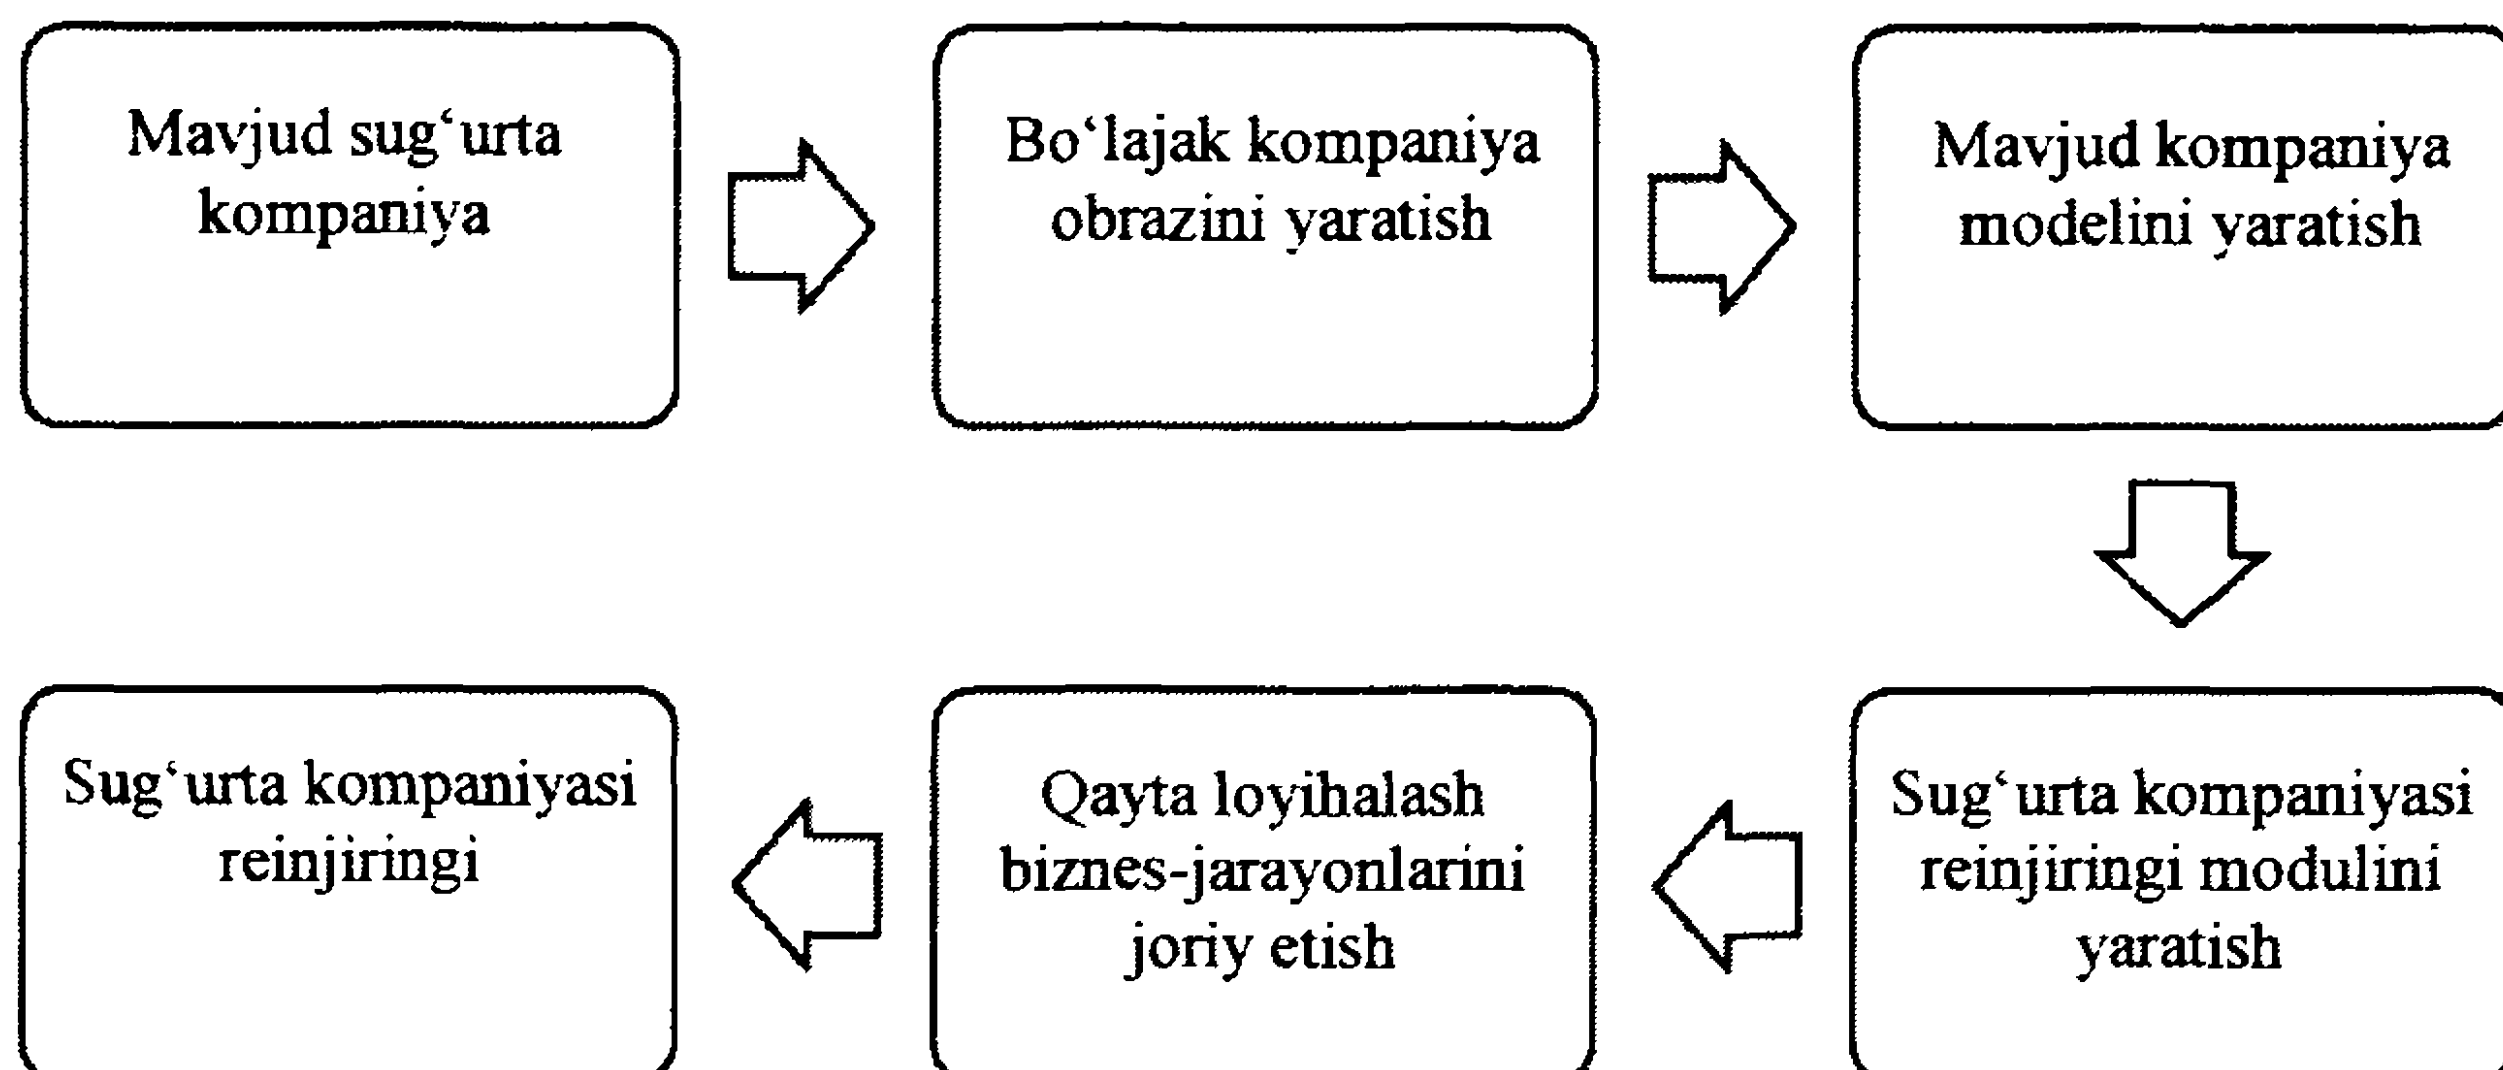 Mavjud sug‘urta
kompaniya
Bo‘lajak kompaniya
obrazini yaratish
Mavjud kompaniya
modelini yaratish
Sug‘urta kompaniyasi
reinjiringi modulini
yaratish
Qayta loyihalash
biznes-jarayonlarini
joriy etish
Sug‘urta kompaniyasi
reinjiringi